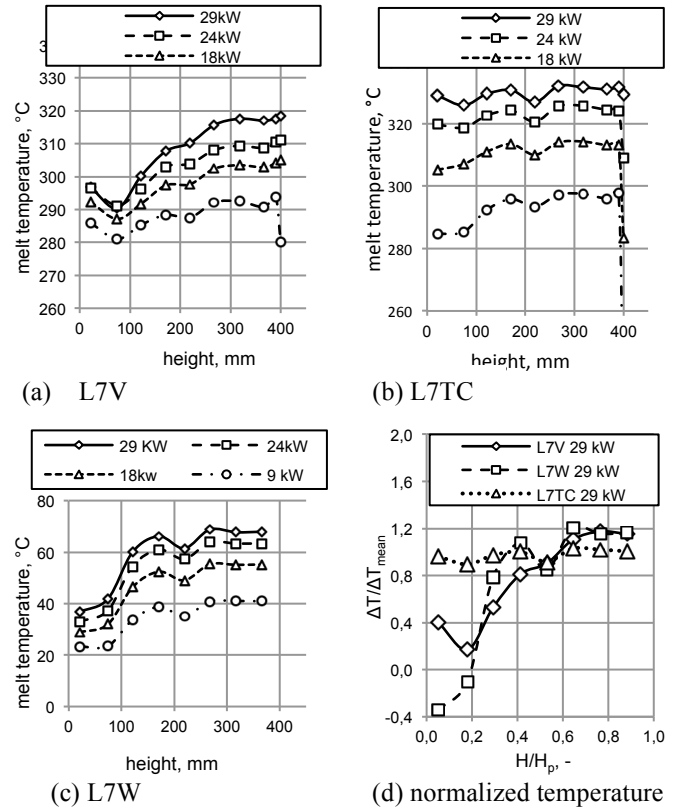 29kW
24kW
18kW
melt temperature, °C
330
320
310
300
290
280
270
260
0 100 200 300 400
height, mm
(a) L7V
29 kW
24 kW
18 kW
melt temperature, °C
320
300
280
260
0 100 200 300 400
height, mm
(b) L7TC
29 KW
24kW
18kw
9 kW
melt temperature, °C
80
60
40
20
0
0 100 200 300 400
height, mm
(c) L7W
L7V 29 kW
L7W 29 kW
L7TC 29 kW
ΔT/ΔTmean
2,0
1,6
1,2
0,8
0,4
0,0
-0,4
0,0 0,2 0,4 0,6 0,8 1,0
H/Hp, -
(d) normalized temperature